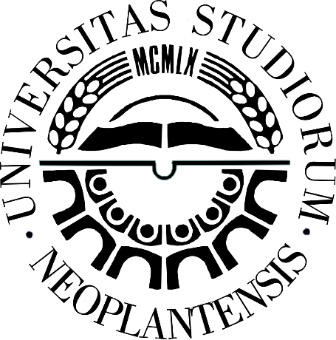 UNIVERSITAS STUDIORUM
MCMLX
· NEOPLANTENSIS ·